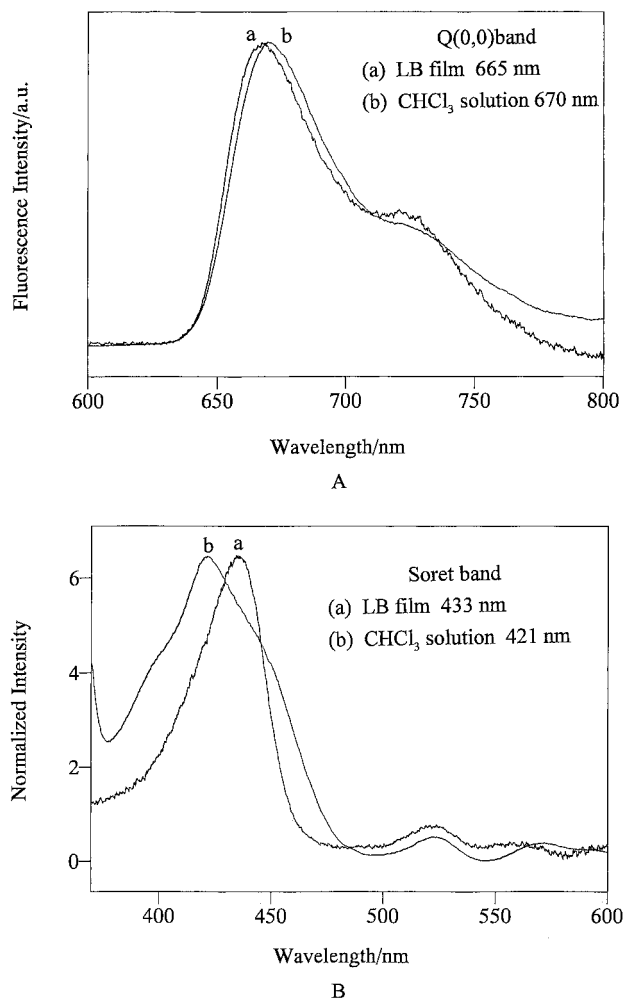 a b
Q(0,0)band
(a) LB film 665 nm
(b) CHCl₃ solution 670 nm
Fluorescence Intensity/a.u.
600 650 700 750 800
Wavelength/nm
A
b a
Soret band
(a) LB film 433 nm
(b) CHCl₃ solution 421 nm
Normalized Intensity
6
4
2
0
400 450 500 550 600
Wavelength/nm
B